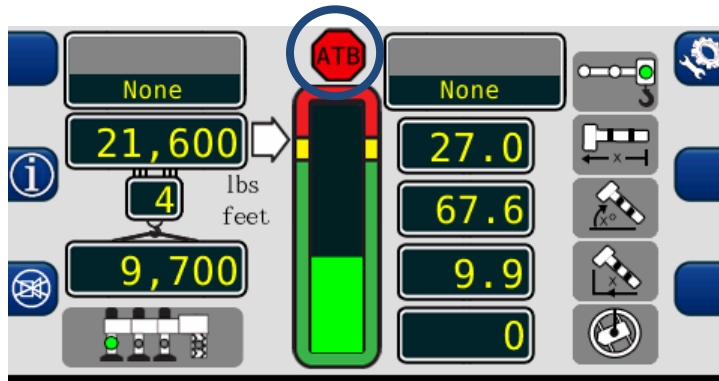 ATB
None
None
21,600
27.0
4
lbs
feet
67.6
9,700
9.9
0
i
x
x°
x